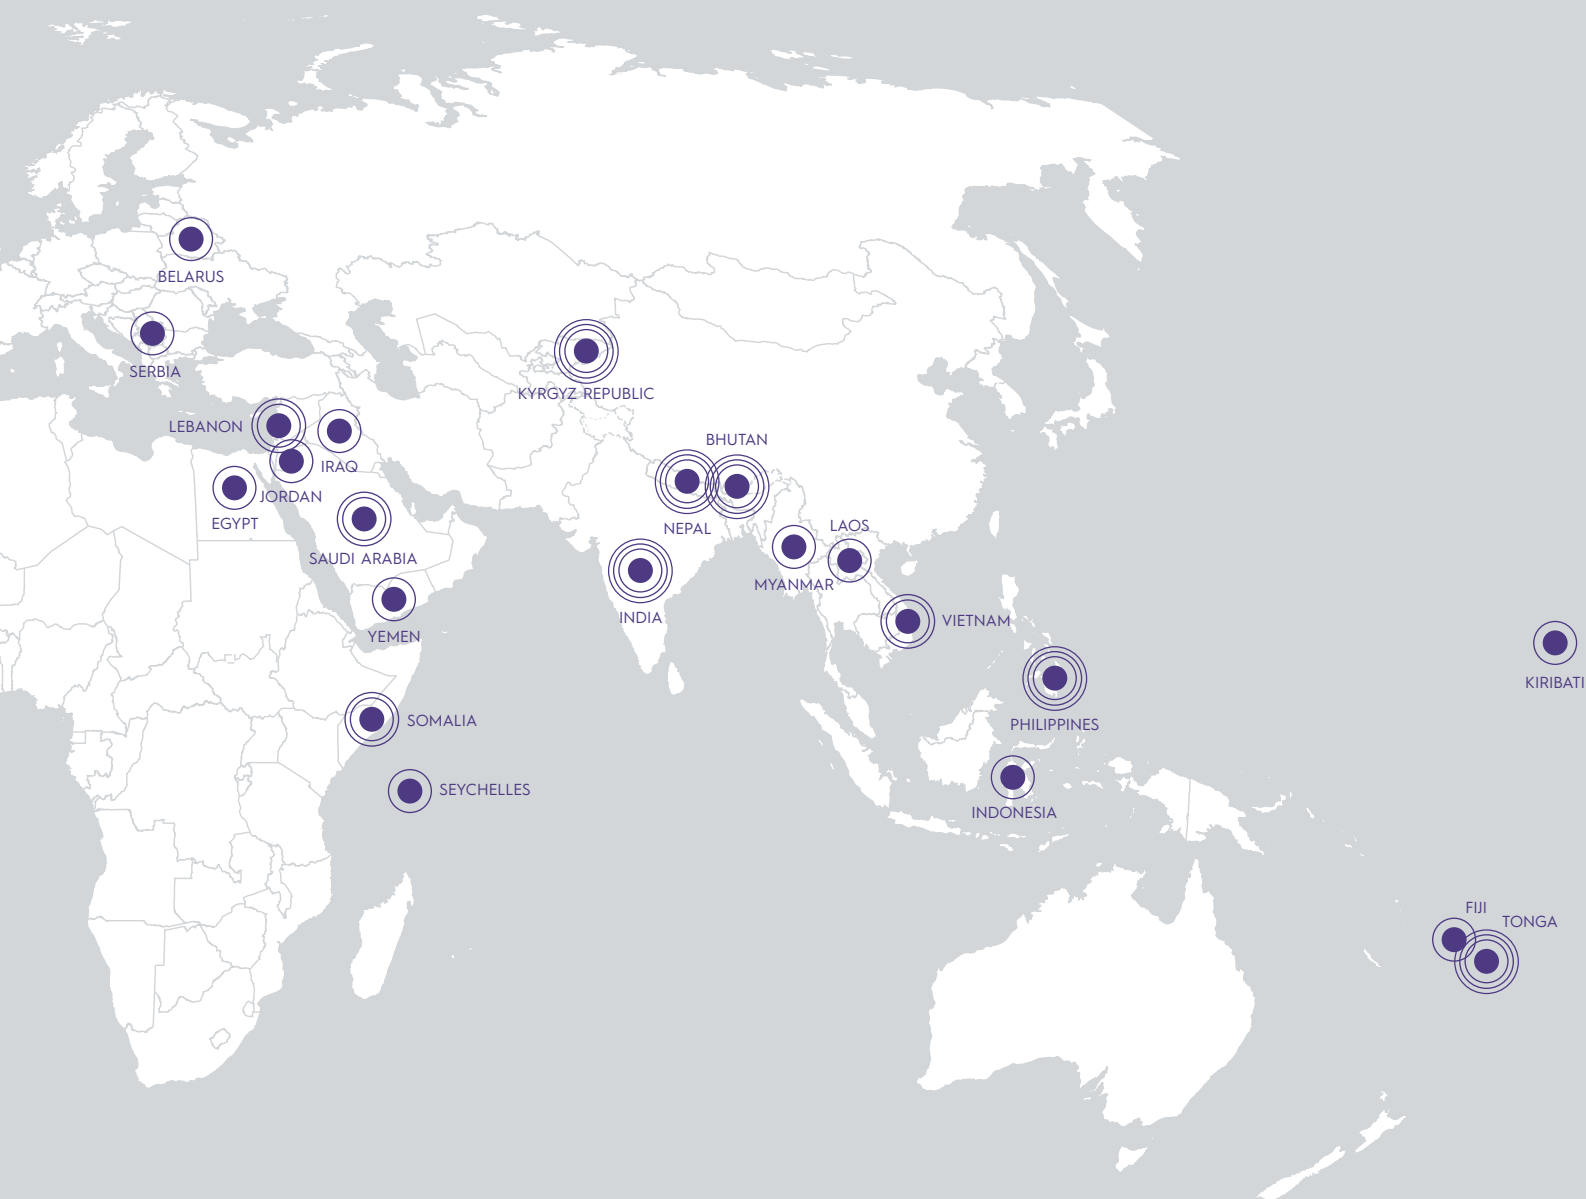 BELARUS
SERBIA
KYRGYZ REPUBLIC
LEBANON
BHUTAN
IRAQ
JORDAN
EGYPT
NEPAL
LAOS
SAUDI ARABIA
MYANMAR
INDIA
VIETNAM
YEMEN
KIRIBATI
SOMALIA
PHILIPPINES
SEYCHELLES
INDONESIA
FIJI
TONGA